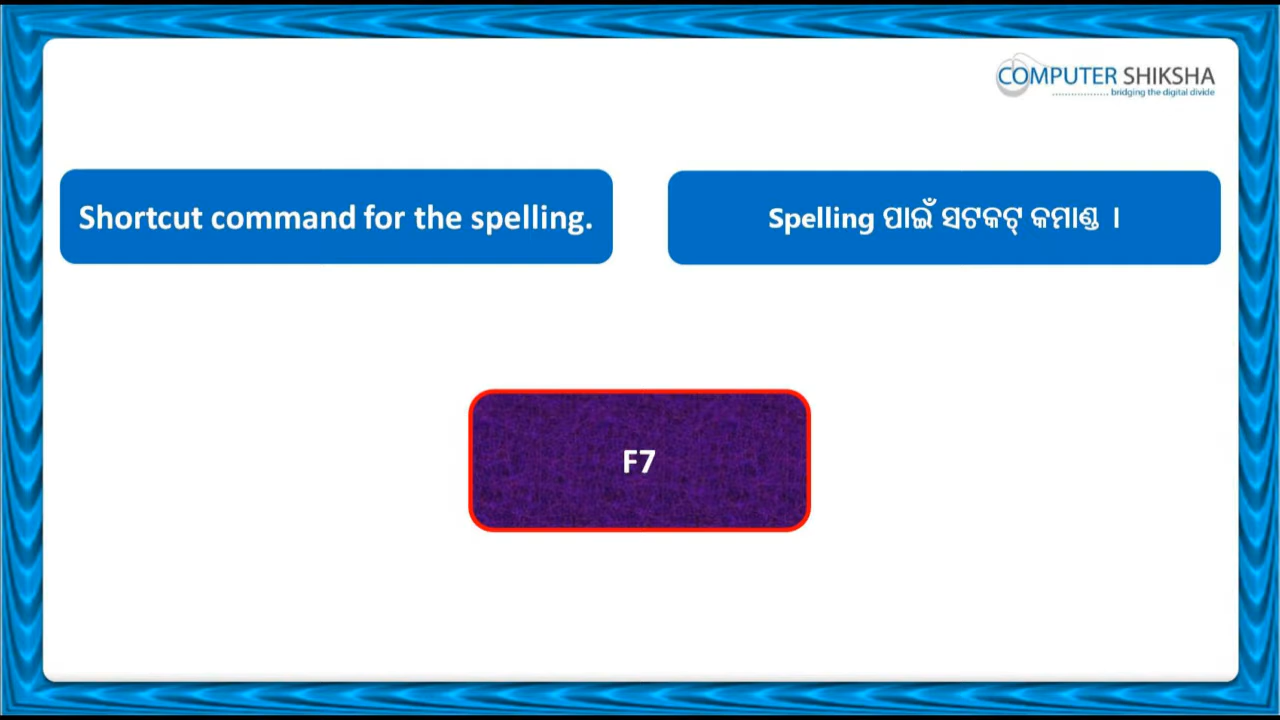 COMPUTER SHIKSHA
bridging the digital divide
Shortcut command for the spelling.
Spelling ପାଇଁ ସଟକଟ୍ କମାଣ୍ଡ ।
F7